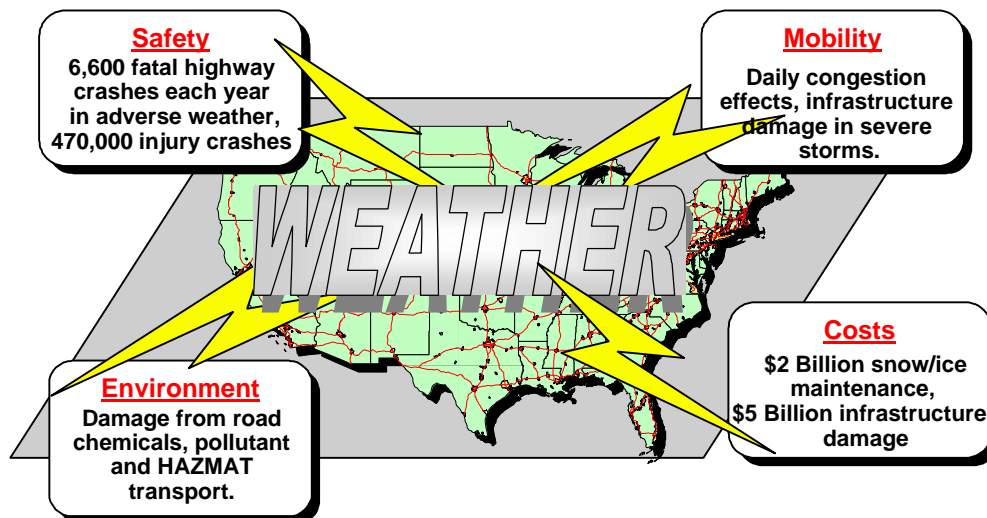 Safety
6,600 fatal highway
crashes each year
in adverse weather,
470,000 injury crashes
Mobility
Daily congestion
effects, infrastructure
damage in severe
storms.
WEATHER
Environment
Damage from road
chemicals, pollutant
and HAZMAT
transport.
Costs
$2 Billion snow/ice
maintenance,
$5 Billion infrastructure
damage